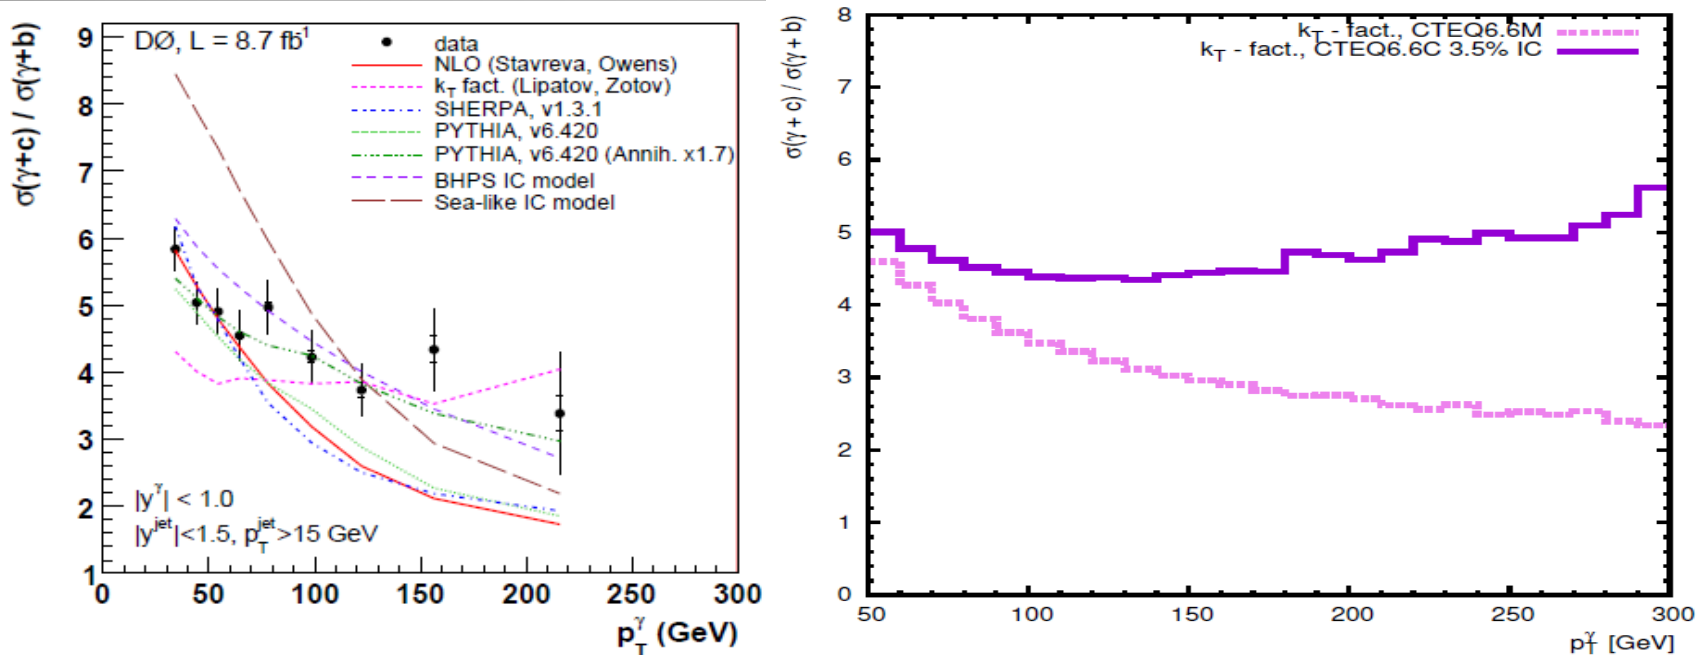 σ(γ+c) / σ(γ+b)
9
8
7
6
5
4
3
2
1
DØ, L = 8.7 fb¹
data
NLO (Stavreva, Owens)
k_T fact. (Lipatov, Zotov)
SHERPA, v1.3.1
PYTHIA, v6.420
PYTHIA, v6.420 (Annih. x1.7)
BHPS IC model
Sea-like IC model
|y^γ| < 1.0
|y^jet|<1.5, p_T^jet>15 GeV
0 50 100 150 200 250 300
p_T^γ (GeV)
σ(γ + c) / σ(γ + b)
8
7
6
5
4
3
2
1
0
k_T - fact., CTEQ6.6M
k_T - fact., CTEQ6.6C 3.5% IC
50 100 150 200 250 300
p_T^γ [GeV]